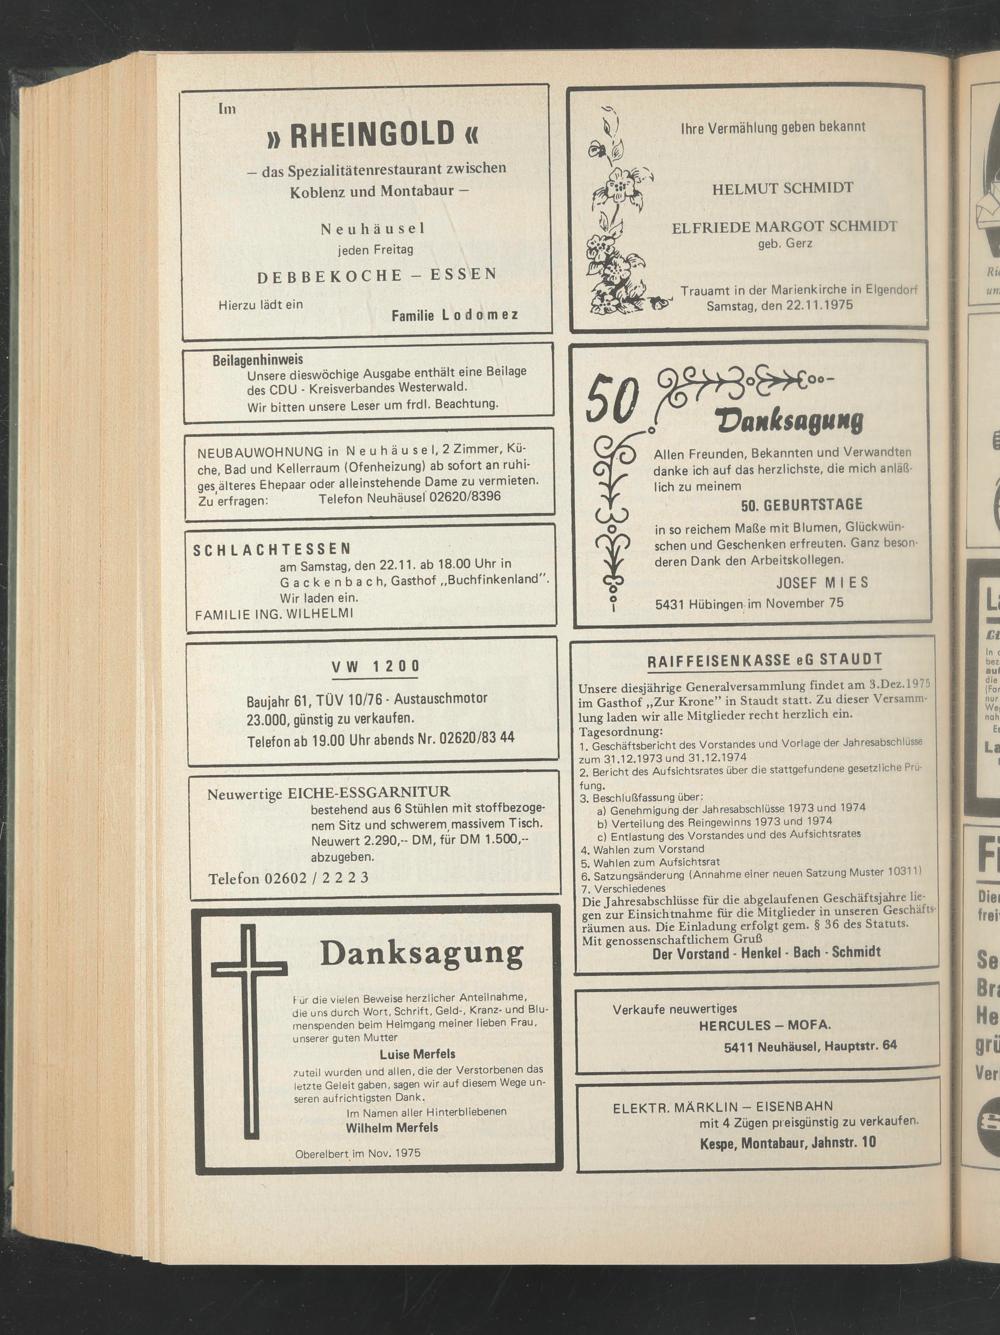 Im
» RHEINGOLD «
— das Spezialitätenrestaurant zwischen
Koblenz und Montabaur —
Neuhäusel
jeden Freitag
DEBBEKOCHE — ESSEN
Hierzu lädt ein
Familie Lodomez
Beilagenhinweis
Unsere dieswöchige Ausgabe enthält eine Beilage
des CDU - Kreisverbandes Westerwald.
Wir bitten unsere Leser um frdl. Beachtung.
NEUBAUWOHNUNG in Neuhäusel, 2 Zimmer, Kü-
che, Bad und Kellerraum (Ofenheizung) ab sofort an ruhi-
ges älteres Ehepaar oder alleinstehende Dame zu vermieten.
Zu erfragen: Telefon Neuhäusel 02620/8396
SCHLACHTESSEN
am Samstag, den 22.11. ab 18.00 Uhr in
Gackenbach, Gasthof „Buchfinkenland".
Wir laden ein.
FAMILIE ING. WILHELMI
VW 1200
Baujahr 61, TÜV 10/76 - Austauschmotor
23.000, günstig zu verkaufen.
Telefon ab 19.00 Uhr abends Nr. 02620/83 44
Neuwertige EICHE-ESSGARNITUR
bestehend aus 6 Stühlen mit stoffbezoge-
nem Sitz und schwerem massivem Tisch.
Neuwert 2.290,-- DM, für DM 1.500,--
abzugeben.
Telefon 02602 / 2 2 2 3
Danksagung
Für die vielen Beweise herzlicher Anteilnahme,
die uns durch Wort, Schrift, Geld-, Kranz- und Blu-
menspenden beim Heimgang meiner lieben Frau,
unserer guten Mutter
Luise Merfels
zuteil wurden und allen, die der Verstorbenen das
letzte Geleit gaben, sagen wir auf diesem Wege un-
seren aufrichtigsten Dank.
Im Namen aller Hinterbliebenen
Wilhelm Merfels
Oberelbert im Nov. 1975
Ihre Vermählung geben bekannt
HELMUT SCHMIDT
ELFRIEDE MARGOT SCHMIDT
geb. Gerz
Trauamt in der Marienkirche in Elgendorf
Samstag, den 22.11.1975
50
Danksagung
Allen Freunden, Bekannten und Verwandten
danke ich auf das herzlichste, die mich anläß-
lich zu meinem
50. GEBURTSTAGE
in so reichem Maße mit Blumen, Glückwün-
schen und Geschenken erfreuten. Ganz beson-
deren Dank den Arbeitskollegen.
JOSEF MIES
5431 Hübingen im November 75
RAIFFEISENKASSE eG STAUDT
Unsere diesjährige Generalversammlung findet am 3.Dez.1975
im Gasthof „Zur Krone" in Staudt statt. Zu dieser Versamm-
lung laden wir alle Mitglieder recht herzlich ein.
Tagesordnung:
1. Geschäftsbericht des Vorstandes und Vorlage der Jahresabschlüsse
zum 31.12.1973 und 31.12.1974
2. Bericht des Aufsichtsrates über die stattgefundene gesetzliche Prü-
fung.
3. Beschlußfassung über:
a) Genehmigung der Jahresabschlüsse 1973 und 1974
b) Verteilung des Reingewinns 1973 und 1974
c) Entlastung des Vorstandes und des Aufsichtsrates
4. Wahlen zum Vorstand
5. Wahlen zum Aufsichtsrat
6. Satzungsänderung (Annahme einer neuen Satzung Muster 10311)
7. Verschiedenes
Die Jahresabschlüsse für die abgelaufenen Geschäftsjahre lie-
gen zur Einsichtnahme für die Mitglieder in unseren Geschäfts-
räumen aus. Die Einladung erfolgt gem. § 36 des Statuts.
Mit genossenschaftlichem Gruß
Der Vorstand - Henkel - Bach - Schmidt
Verkaufe neuwertiges
HERCULES — MOFA.
5411 Neuhäusel, Hauptstr. 64
ELEKTR. MÄRKLIN — EISENBAHN
mit 4 Zügen preisgünstig zu verkaufen.
Kespe, Montabaur, Jahnstr. 10